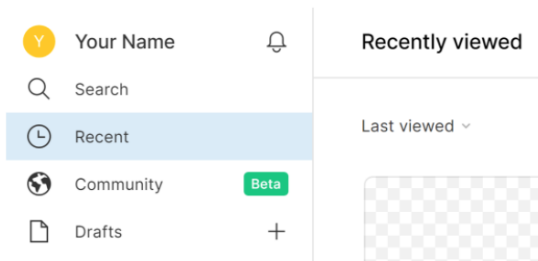 Y Your Name
Search
Recent
Community Beta
Drafts
Recently viewed
Last viewed